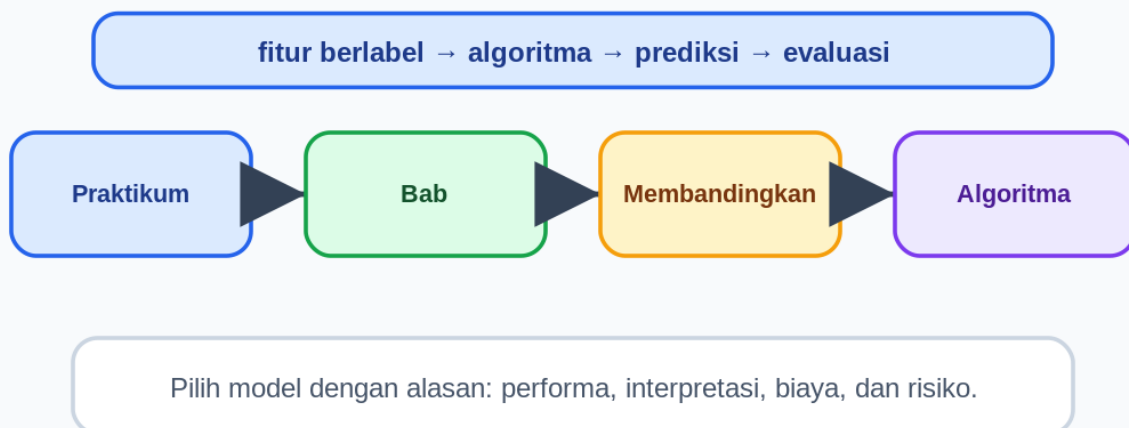 fitur berlabel → algoritma → prediksi → evaluasi
Praktikum
Bab
Membandingkan
Algoritma
Pilih model dengan alasan: performa, interpretasi, biaya, dan risiko.